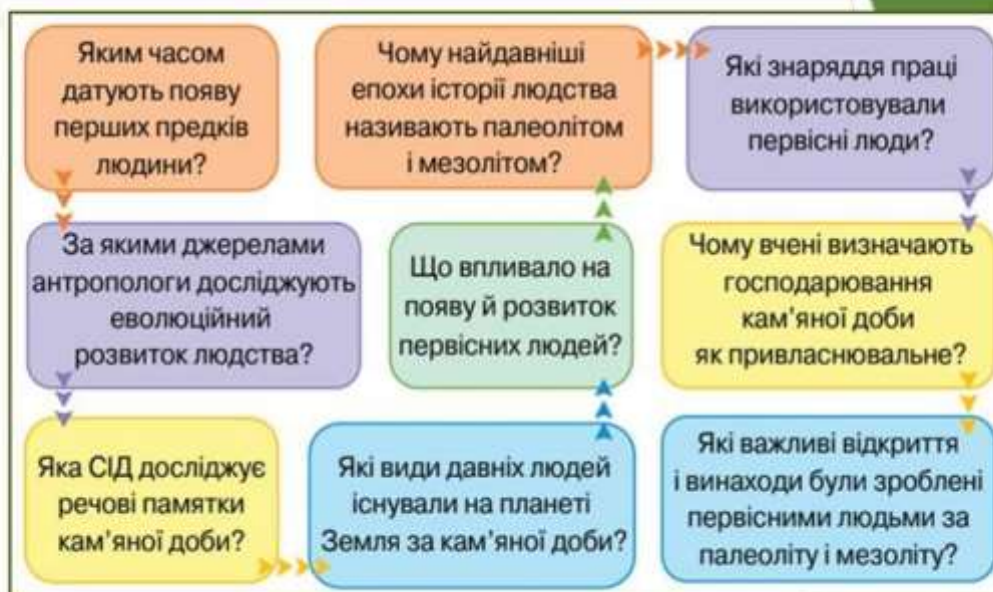 Яким часом
датують появу
перших предків
людини?
За якими джерелами
антропологи досліджують
еволюційний
розвиток людства?
Яка СІД досліджує
речові памятки
кам'яної доби?
Які види давніх людей
існували на планеті
Земля за кам'яної доби?
Що впливало на
появу й розвиток
первісних людей?
Чому найдавніші
епохи історії людства
називають палеолітом
і мезолітом?
Які знаряддя праці
використовували
первісні люди?
Чому вчені визначають
господарювання
кам'яної доби
як привласнювальне?
Які важливі відкриття
і винаходи були зроблені
первісними людьми за
палеоліту і мезоліту?